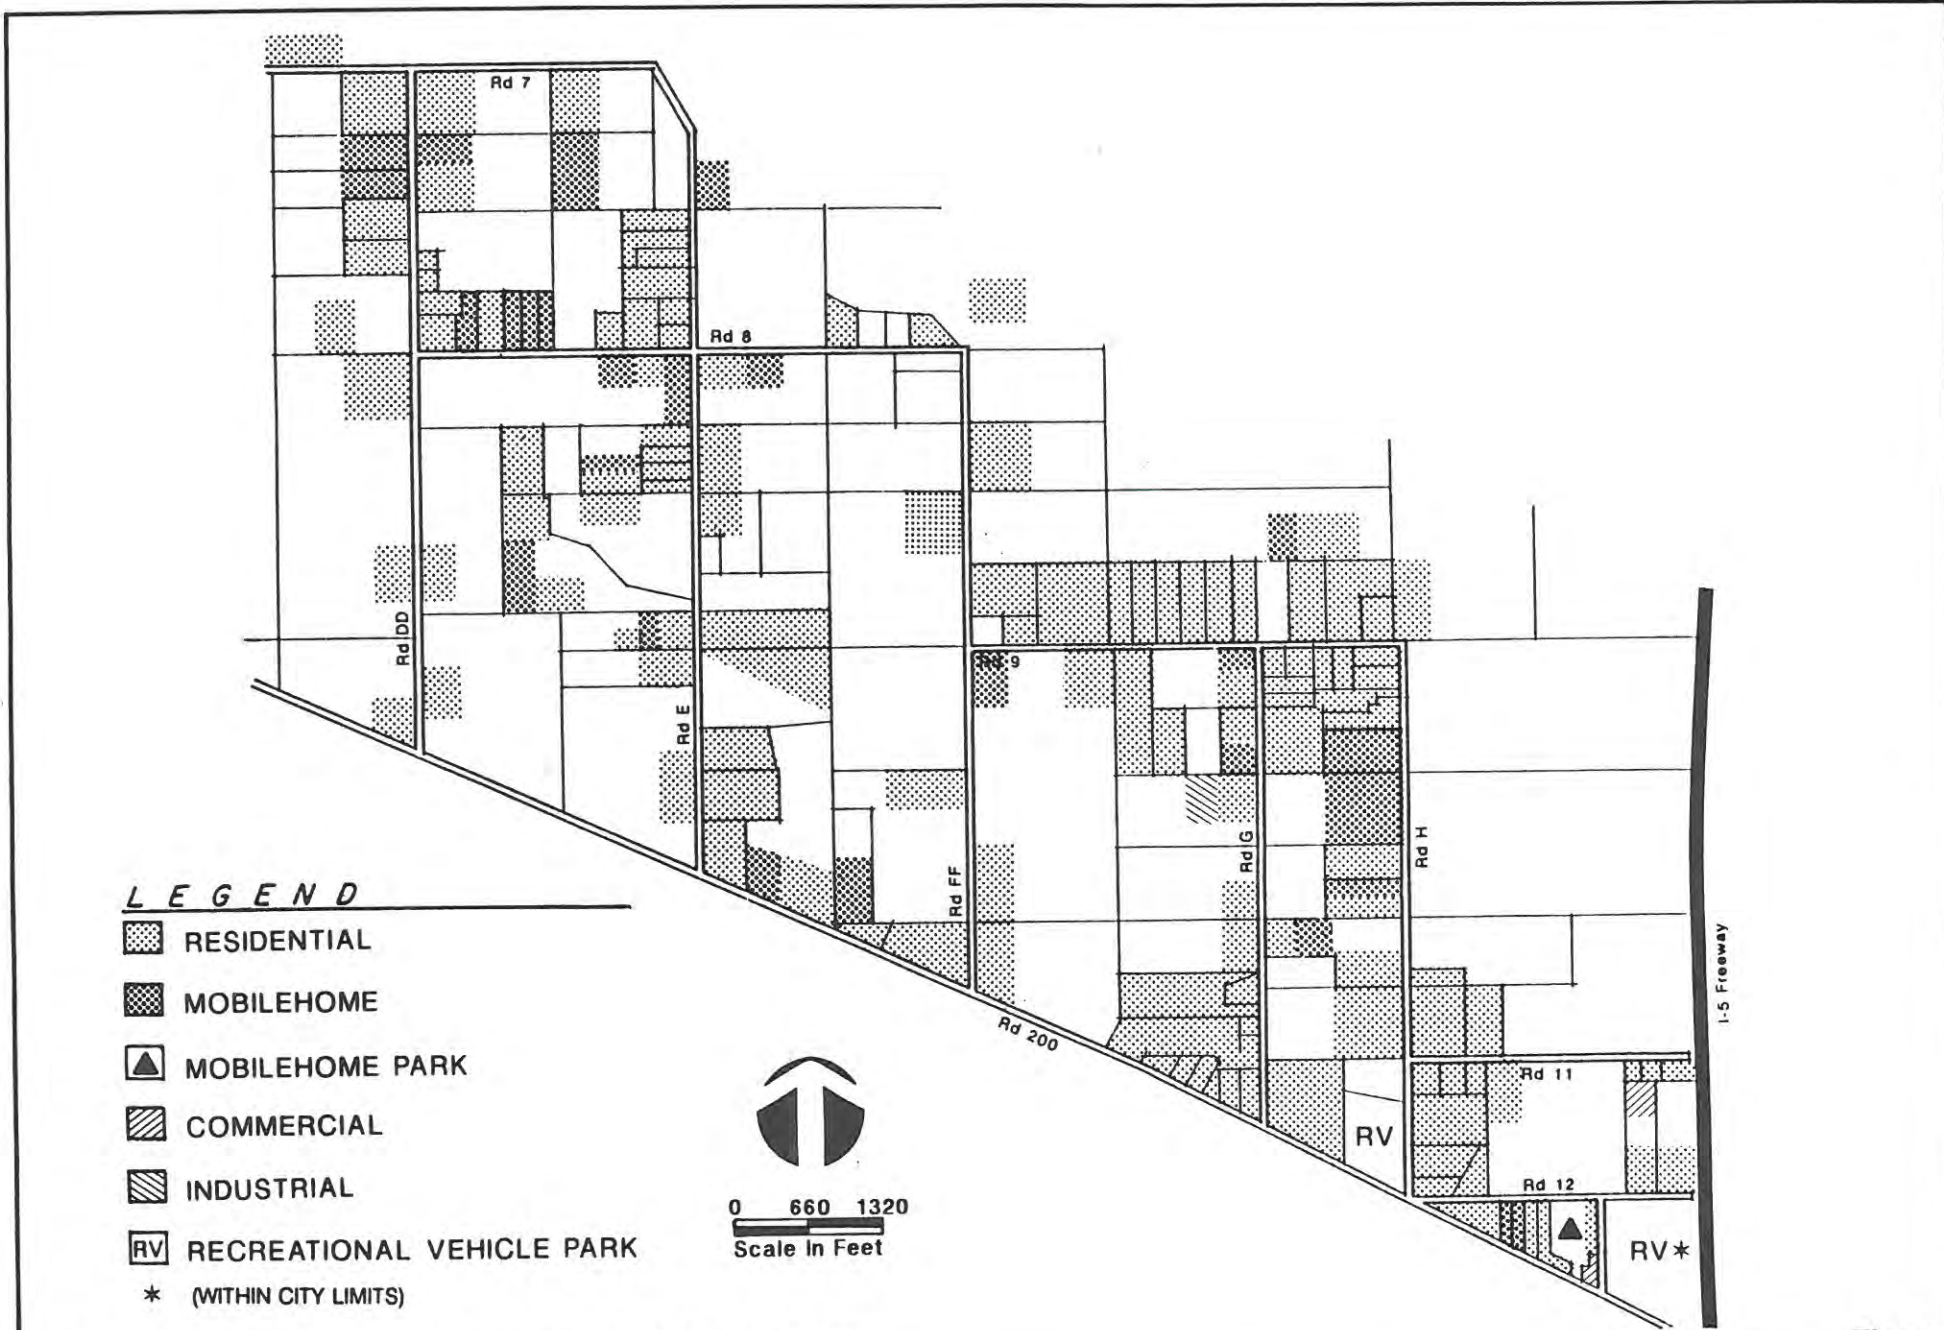 Rd 7
Rd 8
Rd DD
Rd 9
Rd E
Rd G
Rd H
Rd FF
LEGEND
RESIDENTIAL
MOBILEHOME
MOBILEHOME PARK
COMMERCIAL
INDUSTRIAL
RV RECREATIONAL VEHICLE PARK
* (WITHIN CITY LIMITS)
0 660 1320
Scale In Feet
Rd 200
I-5 Freeway
Rd 11
RV
Rd 12
RV*